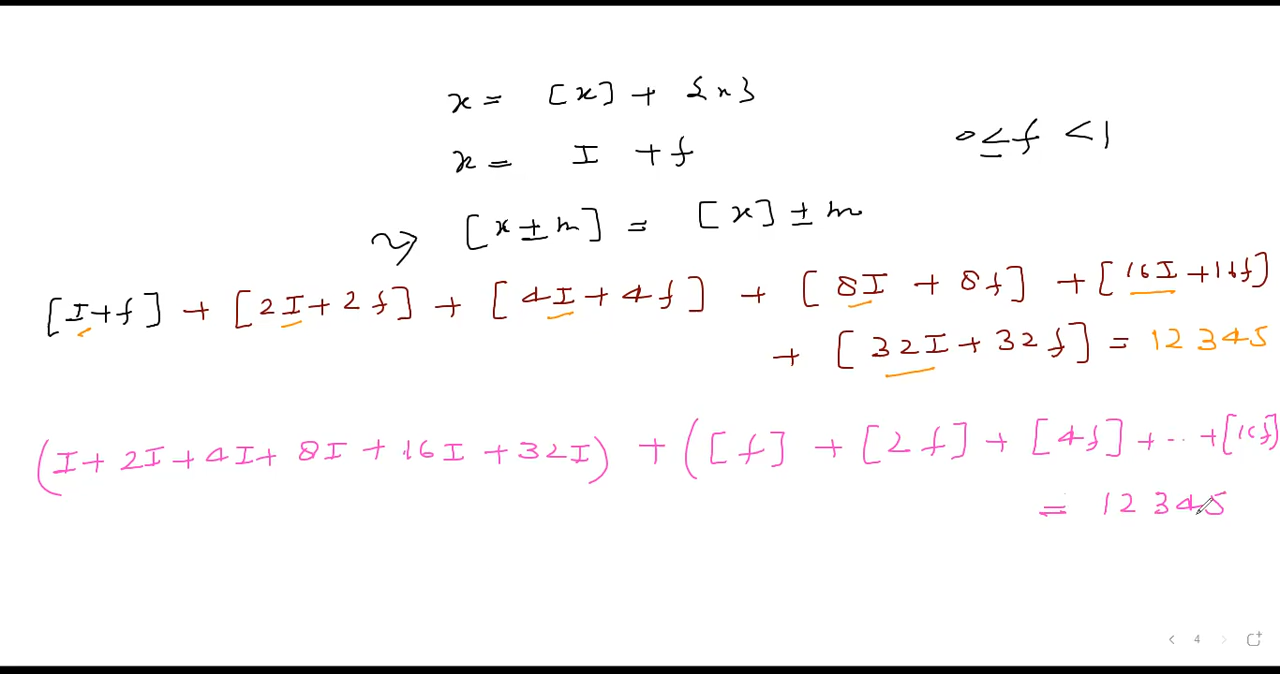 x = [x] + {x}
x = I + f
0 ≤ f < 1
⇝ [x ± m] = [x] ± m
[I + f] + [2I + 2f] + [4I + 4f] + [8I + 8f] + [16I + 16f]
+ [32I + 32f] = 12345
(I + 2I + 4I + 8I + 16I + 32I) + ([f] + [2f] + [4f] + ... + [16f]
= 12345
4